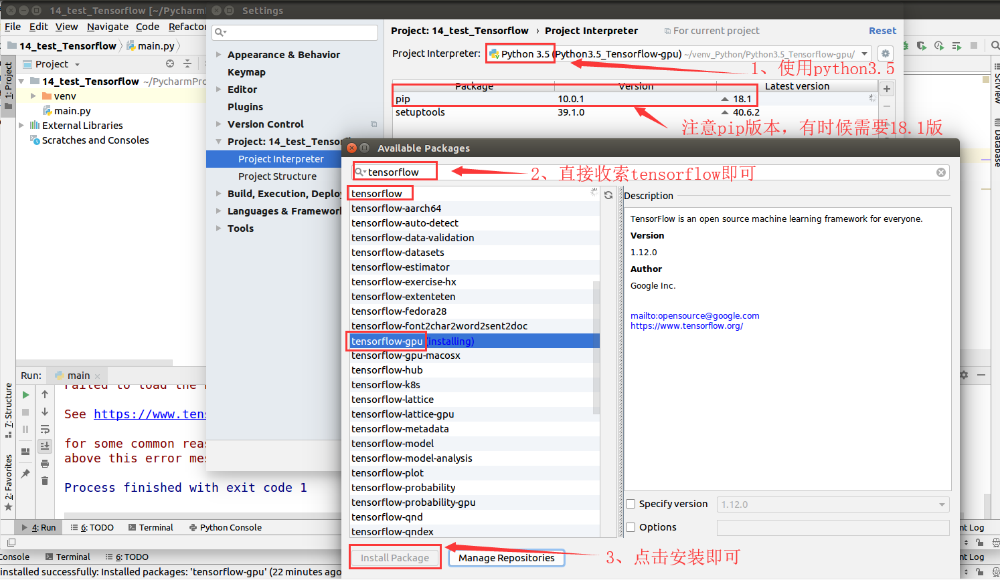 14_test_Tensorflow [~/PycharmP
Settings
File Edit View Navigate Code Refactor
14_test_Tensorflow main.py
Project
14_test_Tensorflow ~/PycharmPro
venv
main.py
External Libraries
Scratches and Consoles
1: Project
7: Structure
2: Favorites
Appearance & Behavior
Keymap
Editor
Plugins
Version Control
Project: 14_test_Tensorfl
Project Interpreter
Project Structure
Build, Execution, Deploy
Languages & Framework
Tools
Project: 14_test_Tensorflow › Project Interpreter
For current project
Reset
Project Interpreter: Python 3.5 (Python3.5_Tensorflow-gpu) ~/venv_Python/Python3.5_Tensorflow-gpu/
1、使用python3.5
Package Version Latest version
pip 10.0.1 18.1
setuptools 39.1.0 40.6.2
注意pip版本，有时候需要18.1版
SciView
Database
Available Packages
tensorflow
2、直接收索tensorflow即可
tensorflow
tensorflow-aarch64
tensorflow-auto-detect
tensorflow-data-validation
tensorflow-datasets
tensorflow-estimator
tensorflow-exercise-hx
tensorflow-extenteten
tensorflow-fedora28
tensorflow-font2char2word2sent2doc
tensorflow-gpu (installing)
tensorflow-gpu-macosx
tensorflow-hub
tensorflow-k8s
tensorflow-lattice
tensorflow-lattice-gpu
tensorflow-metadata
tensorflow-model
tensorflow-model-analysis
tensorflow-plot
tensorflow-probability
tensorflow-probability-gpu
tensorflow-qnd
tensorflow-qndex
Description
TensorFlow is an open source machine learning framework for everyone.
Version
1.12.0
Author
Google Inc.
mailto:opensource@google.com
https://www.tensorflow.org/
Specify version 1.12.0
Options
Install Package
Manage Repositories
3、点击安装即可
Run: main
Failed to load the
See https://www.tens
for some common reas
above this error mes
Process finished with exit code 1
4: Run 6: TODO Terminal Python Console
nt Log
onsole Terminal 6: TODO
nt Log
installed successfully: Installed packages: 'tensorflow-gpu' (22 minutes ago